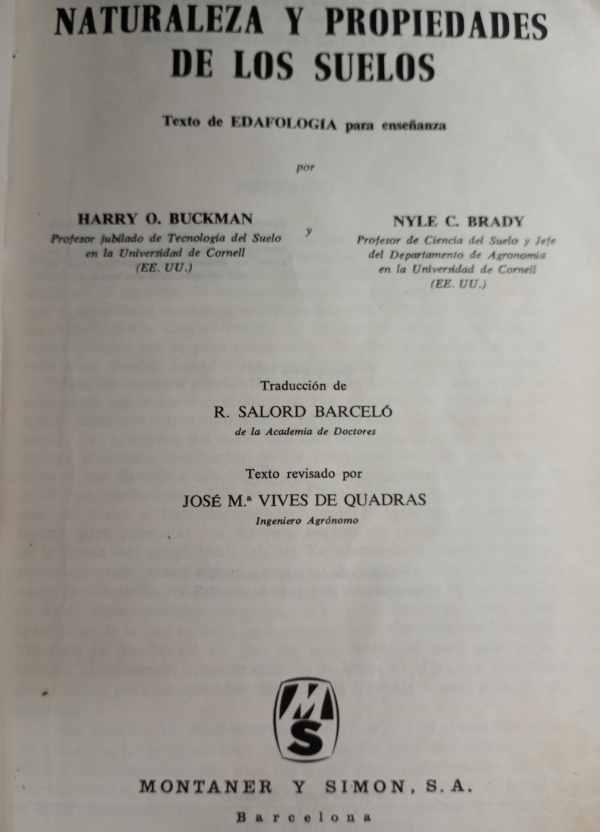 NATURALEZA Y PROPIEDADES
DE LOS SUELOS
Texto de EDAFOLOGIA para enseñanza
por
HARRY O. BUCKMAN
Profesor jubilado de Tecnología del Suelo
en la Universidad de Cornell
(EE. UU.)
y
NYLE C. BRADY
Profesor de Ciencia del Suelo y Jefe
del Departamento de Agronomía
en la Universidad de Cornell
(EE. UU.)
Traducción de
R. SALORD BARCELÓ
de la Academia de Doctores
Texto revisado por
JOSÉ M.ª VIVES DE QUADRAS
Ingeniero Agrónomo
MS
MONTANER Y SIMON, S. A.
Barcelona